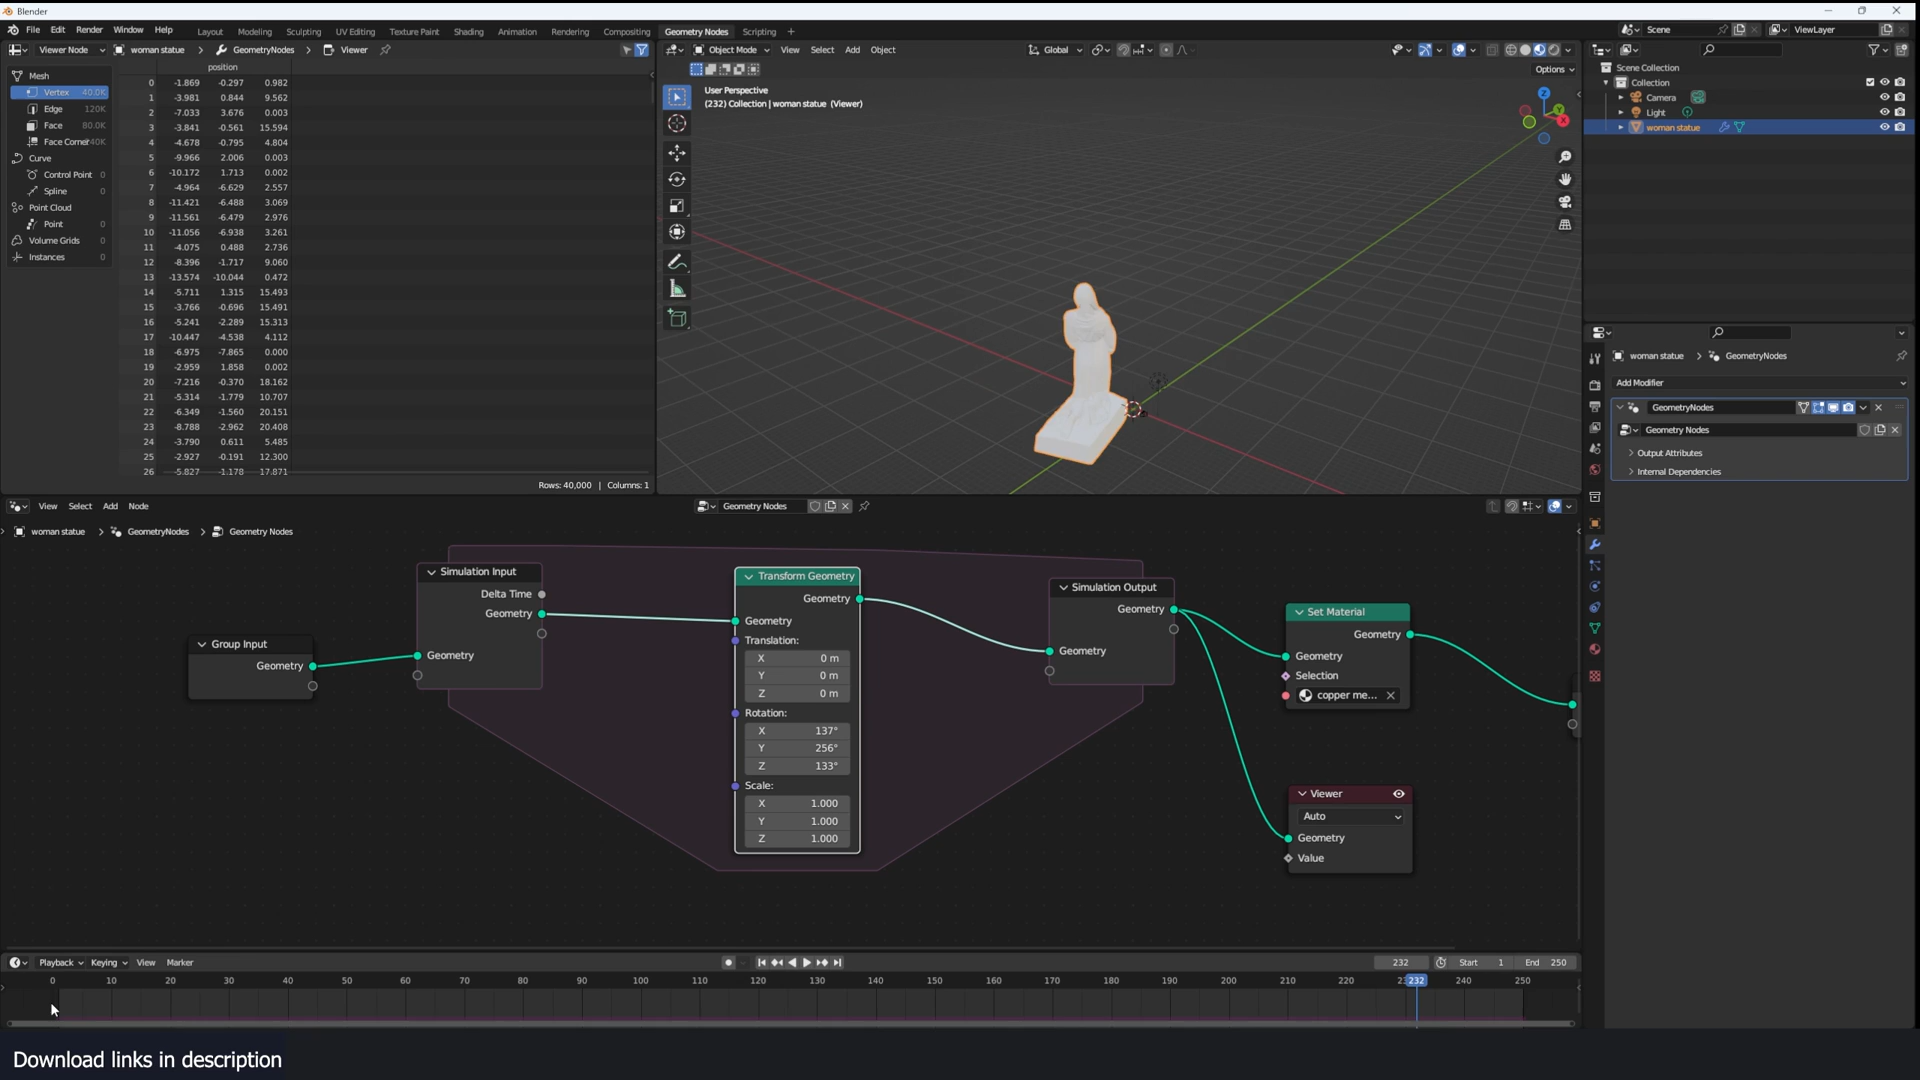 Blender
File Edit Render Window Help Layout Modeling Sculpting UV Editing Texture Paint Shading Animation Rendering Compositing Geometry Nodes Scripting +
Scene ViewLayer
Viewer Node woman statue > GeometryNodes > Viewer
Object Mode View Select Add Object Global
Options
position
Mesh
Vertex 40.0K
Edge 120K
Face 80.0K
Face Corner
Curve
Control Point 0
Spline 0
Point Cloud
Point 0
Volume Grids 0
Instances 0
0 -1.869 -0.297 0.982
1 -3.981 0.844 9.562
2 -7.033 3.676 0.003
3 -3.841 -0.561 15.594
4 -4.678 -0.795 4.804
5 -9.966 2.006 0.003
6 -10.172 1.713 0.002
7 -4.964 -6.629 2.557
8 -11.421 -6.488 3.069
9 -11.561 -6.479 2.976
10 -11.056 -6.938 3.261
11 -4.075 0.488 2.736
12 -8.396 -1.717 9.060
13 -13.574 -10.044 0.472
14 -5.711 1.315 15.493
15 -3.766 -0.696 15.491
16 -5.241 -2.289 15.313
17 -10.447 -4.538 4.112
18 -6.975 -7.865 0.000
19 -2.959 1.858 0.002
20 -7.216 -0.370 18.162
21 -5.314 -1.779 10.707
22 -6.349 -1.560 20.151
23 -8.788 -2.962 20.408
24 -3.790 0.611 5.485
25 -2.927 -0.191 12.300
26 -5.827 -1.178 17.871
Rows: 40,000 | Columns: 1
User Perspective
(232) Collection | woman statue (Viewer)
Z
Y
X
Scene Collection
Collection
Camera
Light
woman statue
woman statue > GeometryNodes
Add Modifier
GeometryNodes
Geometry Nodes
Output Attributes
Internal Dependencies
View Select Add Node
Geometry Nodes
woman statue > GeometryNodes > Geometry Nodes
Group Input
Geometry
Simulation Input
Delta Time
Geometry
Geometry
Transform Geometry
Geometry
Geometry
Translation:
X 0 m
Y 0 m
Z 0 m
Rotation:
X 137°
Y 256°
Z 133°
Scale:
X 1.000
Y 1.000
Z 1.000
Simulation Output
Geometry
Geometry
Set Material
Geometry
Geometry
Selection
copper me...
Viewer
Auto
Geometry
Value
Playback Keying View Marker
232 Start 1 End 250
0 10 20 30 40 50 60 70 80 90 100 110 120 130 140 150 160 170 180 190 200 210 220 232 240 250
Download links in description